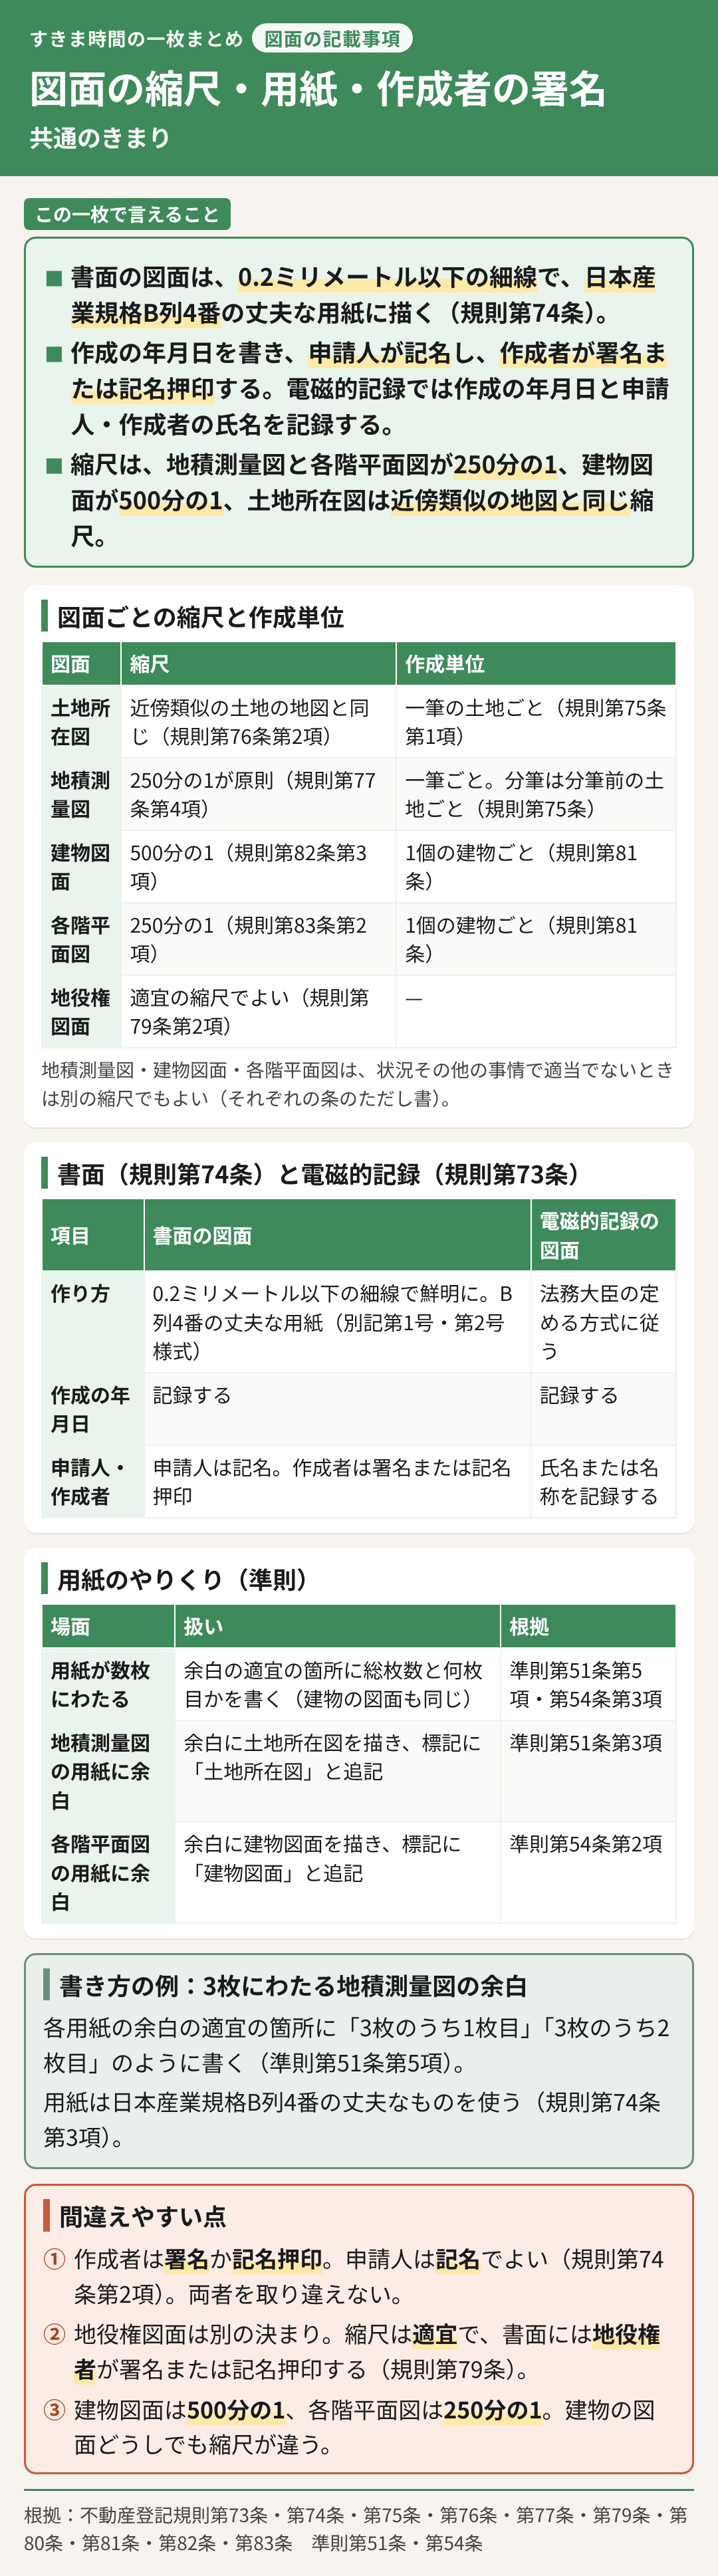 すきま時間の一枚まとめ 図面の記載事項
図面の縮尺・用紙・作成者の署名
共通のきまり
この一枚で言えること
■ 書面の図面は、0.2ミリメートル以下の細線で、日本産
業規格B列4番の丈夫な用紙に描く（規則第74条）。
■ 作成の年月日を書き、申請人が記名し、作成者が署名ま
たは記名押印する。電磁的記録では作成の年月日と申請
人・作成者の氏名を記録する。
■ 縮尺は、地積測量図と各階平面図が250分の1、建物図
面が500分の1、土地所在図は近傍類似の地図と同じ縮
尺。
図面ごとの縮尺と作成単位
図面 縮尺 作成単位
土地所 近傍類似の土地の地図と同 一筆の土地ごと（規則第75条
在図 じ（規則第76条第2項） 第1項）
地積測 250分の1が原則（規則第77 一筆ごと。分筆は分筆前の土
量図 条第4項） 地ごと（規則第75条）
建物図 500分の1（規則第82条第3 1個の建物ごと（規則第81
面 項） 条）
各階平 250分の1（規則第83条第2 1個の建物ごと（規則第81
面図 項） 条）
地役権 適宜の縮尺でよい（規則第 —
図面 79条第2項）
地積測量図・建物図面・各階平面図は、状況その他の事情で適当でないとき
は別の縮尺でもよい（それぞれの条のただし書）。
書面（規則第74条）と電磁的記録（規則第73条）
項目 書面の図面 電磁的記録の
図面
作り方 0.2ミリメートル以下の細線で鮮明に。B 法務大臣の定
列4番の丈夫な用紙（別記第1号・第2号 める方式に従
様式） う
作成の年 記録する 記録する
月日
申請人・ 申請人は記名。作成者は署名または記名 氏名または名
作成者 押印 称を記録する
用紙のやりくり（準則）
場面 扱い 根拠
用紙が数枚 余白の適宜の箇所に総枚数と何枚 準則第51条第5
にわたる 目かを書く（建物の図面も同じ） 項・第54条第3項
地積測量図 余白に土地所在図を描き、標記に 準則第51条第3項
の用紙に余 「土地所在図」と追記
白
各階平面図 余白に建物図面を描き、標記に 準則第54条第2項
の用紙に余 「建物図面」と追記
白
書き方の例：3枚にわたる地積測量図の余白
各用紙の余白の適宜の箇所に「3枚のうち1枚目」「3枚のうち2
枚目」のように書く（準則第51条第5項）。
用紙は日本産業規格B列4番の丈夫なものを使う（規則第74条
第3項）。
間違えやすい点
① 作成者は署名か記名押印。申請人は記名でよい（規則第74
条第2項）。両者を取り違えない。
② 地役権図面は別の決まり。縮尺は適宜で、書面には地役権
者が署名または記名押印する（規則第79条）。
③ 建物図面は500分の1、各階平面図は250分の1。建物の図
面どうしでも縮尺が違う。
根拠：不動産登記規則第73条・第74条・第75条・第76条・第77条・第79条・第
80条・第81条・第82条・第83条　準則第51条・第54条